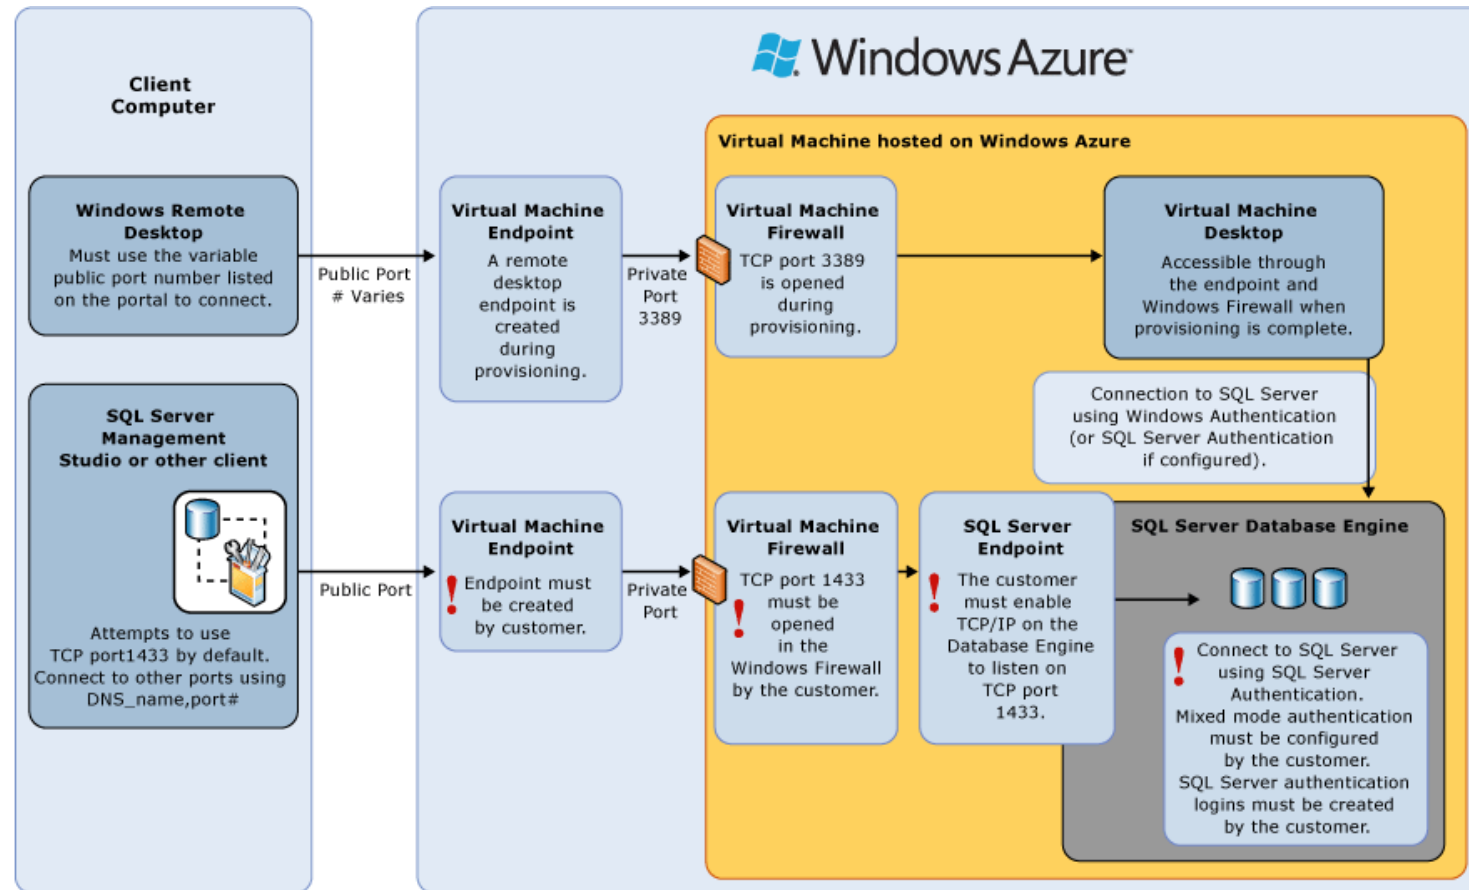 Client
Computer
Windows Azure™
Virtual Machine hosted on Windows Azure
Windows Remote
Desktop
Must use the variable
public port number listed
on the portal to connect.
Public Port
# Varies
Virtual Machine
Endpoint
A remote
desktop
endpoint is
created
during
provisioning.
Private
Port
3389
Virtual Machine
Firewall
TCP port 3389
is opened
during
provisioning.
Virtual Machine
Desktop
Accessible through
the endpoint and
Windows Firewall when
provisioning is complete.
Connection to SQL Server
using Windows Authentication
(or SQL Server Authentication
if configured).
SQL Server
Management
Studio or other client
Attempts to use
TCP port1433 by default.
Connect to other ports using
DNS_name,port#
Public Port
Virtual Machine
Endpoint
! Endpoint must
be created
by customer.
Private
Port
Virtual Machine
Firewall
TCP port 1433
! must be
opened
in the
Windows Firewall
by the customer.
SQL Server
Endpoint
! The customer
must enable
TCP/IP on the
Database Engine
to listen on
TCP port
1433.
SQL Server Database Engine
! Connect to SQL Server
using SQL Server
Authentication.
Mixed mode authentication
must be configured
by the customer.
SQL Server authentication
logins must be created
by the customer.